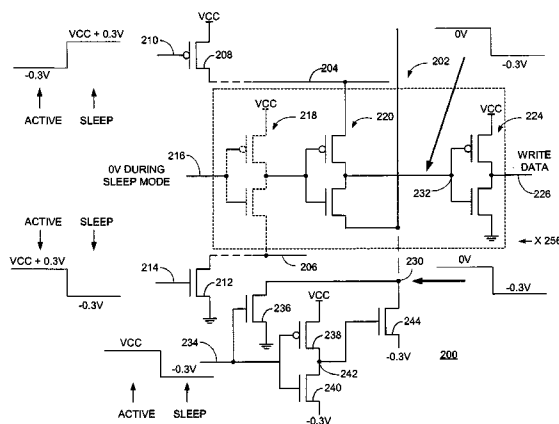 VCC
210
208
VCC + 0.3V
-0.3V
ACTIVE
SLEEP
204
0V
202
-0.3V
VCC
218
220
VCC
224
0V DURING
SLEEP MODE
216
WRITE
DATA
232
226
X 256
ACTIVE
SLEEP
VCC + 0.3V
-0.3V
214
212
206
230
0V
-0.3V
236
VCC
238
244
234
VCC
-0.3V
242
240
-0.3V
-0.3V
200
ACTIVE
SLEEP